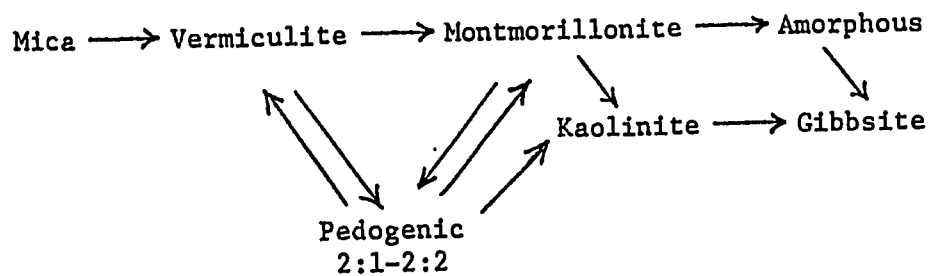 Mica Vermiculite Montmorillonite Amorphous
Kaolinite Gibbsite
Pedogenic
2:1-2:2